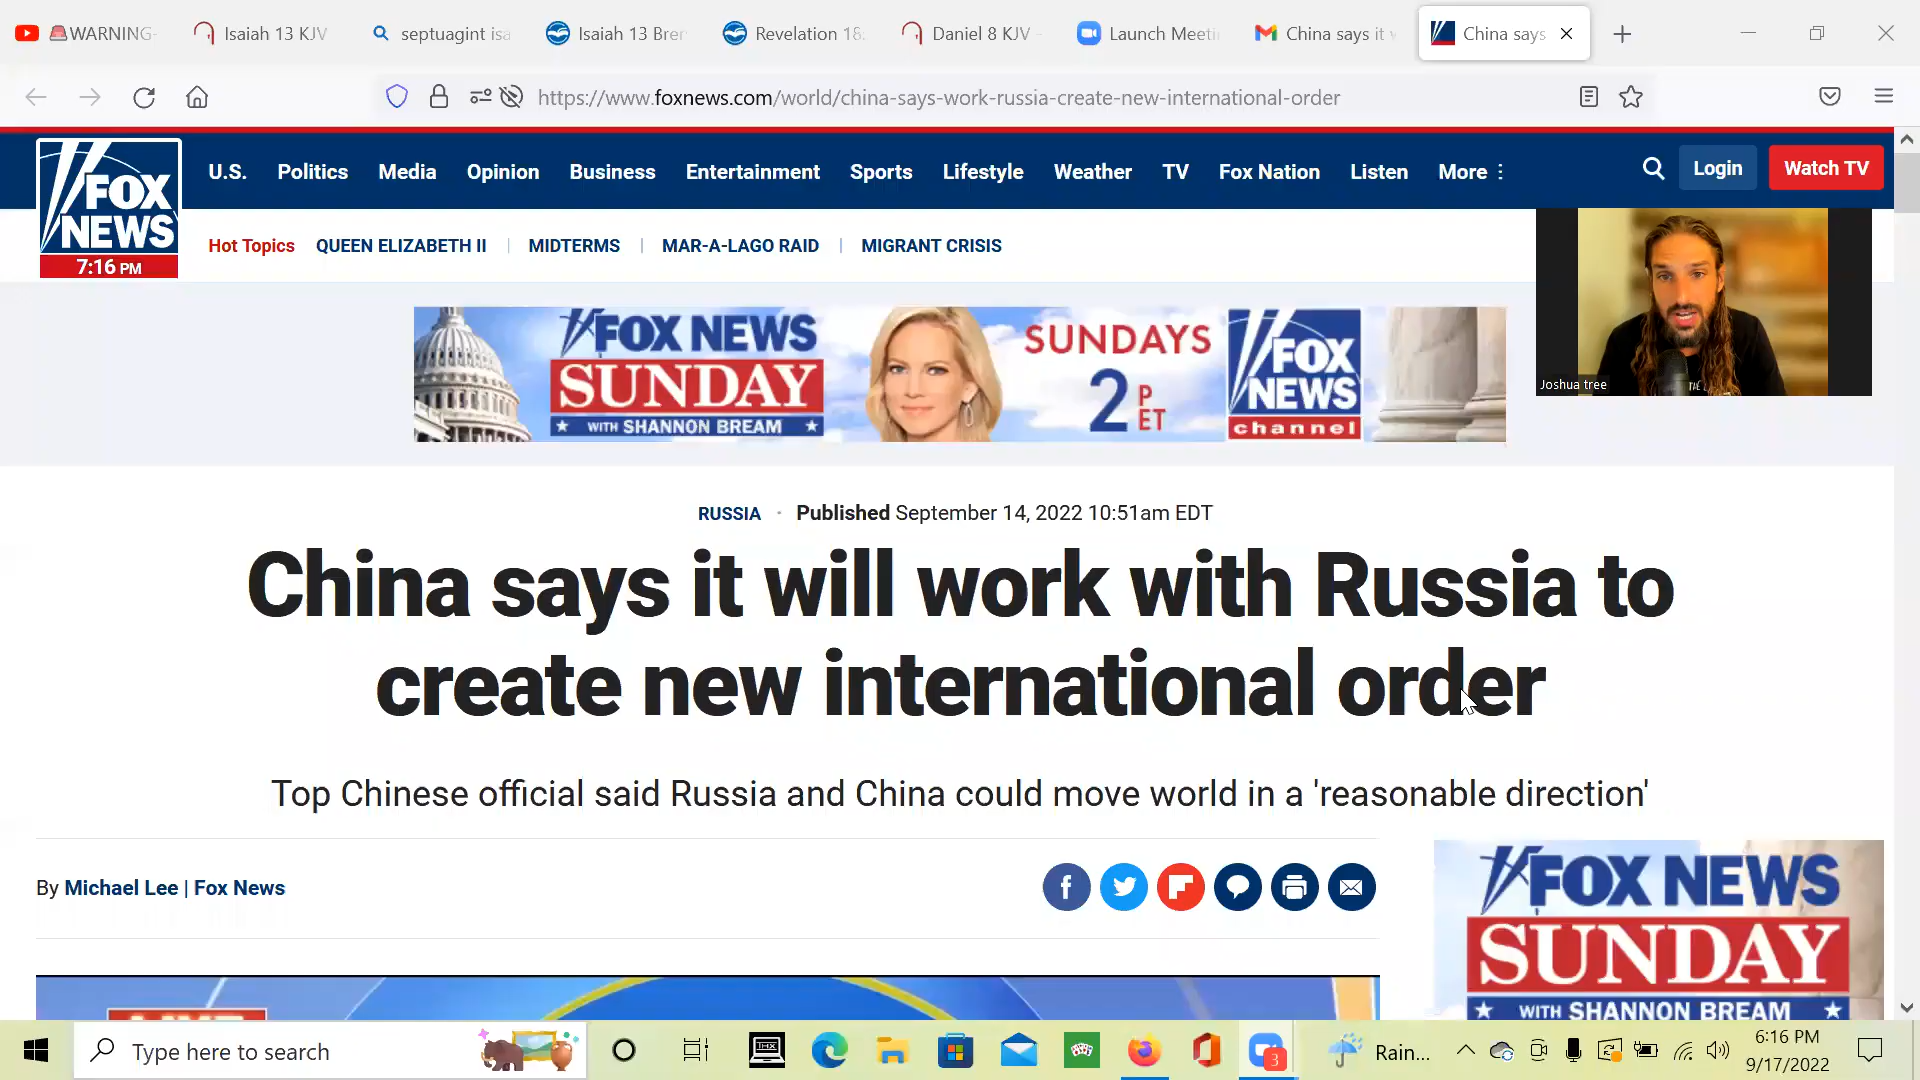 WARNING-
Isaiah 13 KJV
septuagint isa
Isaiah 13 Bren
Revelation 18
Daniel 8 KJV -
Launch Meeti
China says it w
China says
https://www.foxnews.com/world/china-says-work-russia-create-new-international-order
FOX
NEWS
7:16 PM
U.S.
Politics
Media
Opinion
Business
Entertainment
Sports
Lifestyle
Weather
TV
Fox Nation
Listen
More
Login
Watch TV
Hot Topics
QUEEN ELIZABETH II
MIDTERMS
MAR-A-LAGO RAID
MIGRANT CRISIS
FOX NEWS
SUNDAY
WITH SHANNON BREAM
SUNDAYS
2 P ET
FOX
NEWS
channel
Joshua tree
RUSSIA · Published September 14, 2022 10:51am EDT
China says it will work with Russia to
create new international order
Top Chinese official said Russia and China could move world in a 'reasonable direction'
By Michael Lee | Fox News
FOX NEWS
SUNDAY
WITH SHANNON BREAM
LIVE
Type here to search
THX
3
Rain...
6:16 PM
9/17/2022